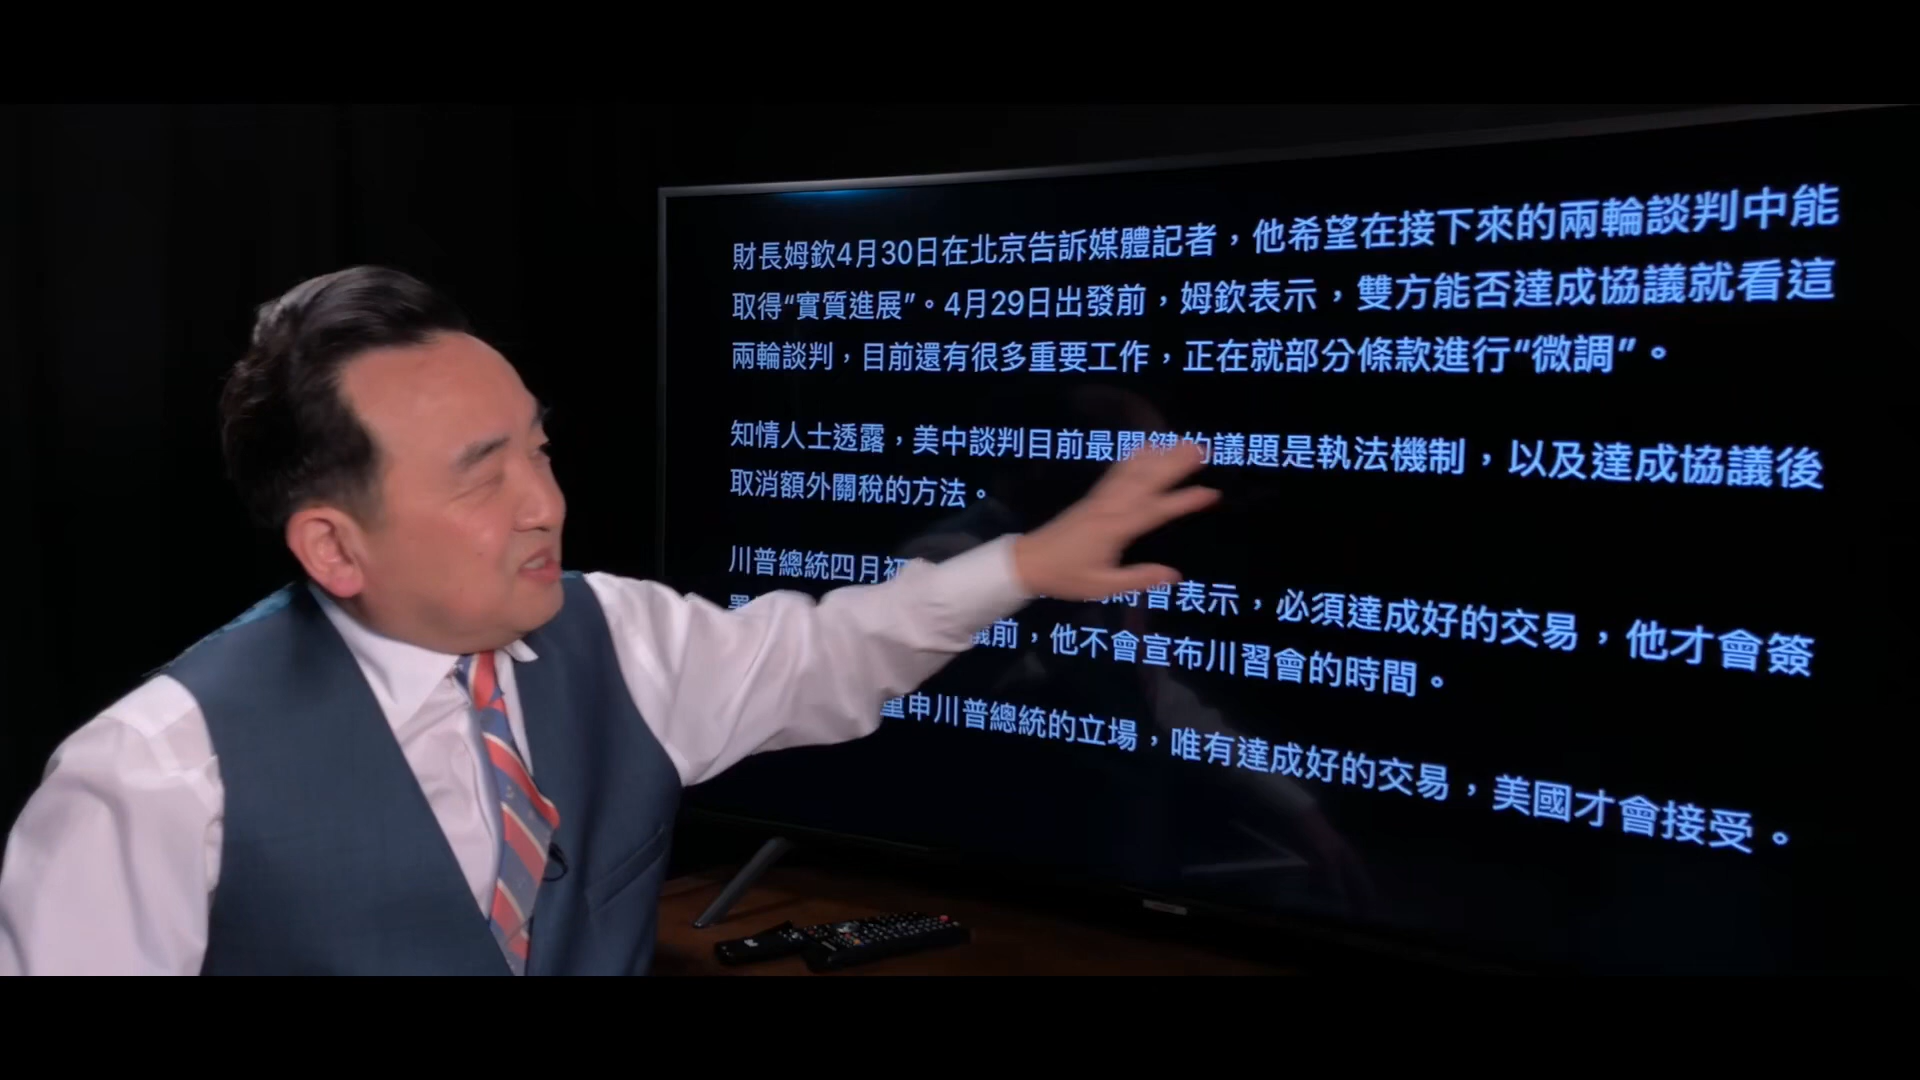 財長姆欽4月30日在北京告訴媒體記者，他希望在接下來的兩輪談判中能
取得“實質進展”。4月29日出發前，姆欽表示，雙方能否達成協議就看這
兩輪談判，目前還有很多重要工作，正在就部分條款進行“微調”。
知情人士透露，美中談判目前最關鍵的議題是執法機制，以及達成協議後
取消額外關稅的方法。
川普總統四月初 時曾表示，必須達成好的交易，他才會簽
議前，他不會宣布川習會的時間。
重申川普總統的立場，唯有達成好的交易，美國才會接受。